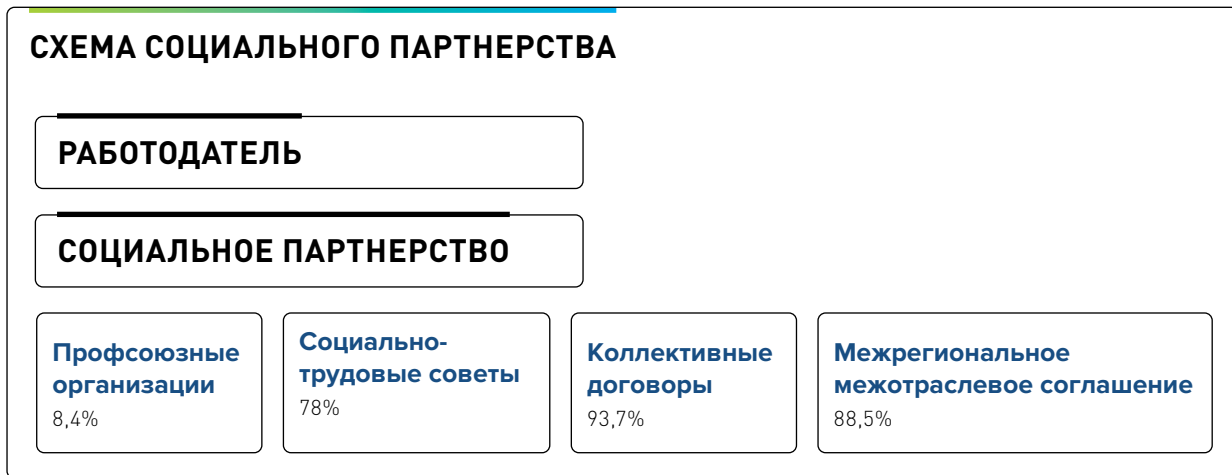 СХЕМА СОЦИАЛЬНОГО ПАРТНЕРСТВА
РАБОТОДАТЕЛЬ
СОЦИАЛЬНОЕ ПАРТНЕРСТВО
Профсоюзные
организации
8,4%
Социально-
трудовые советы
78%
Коллективные
договоры
93,7%
Межрегиональное
межотраслевое соглашение
88,5%